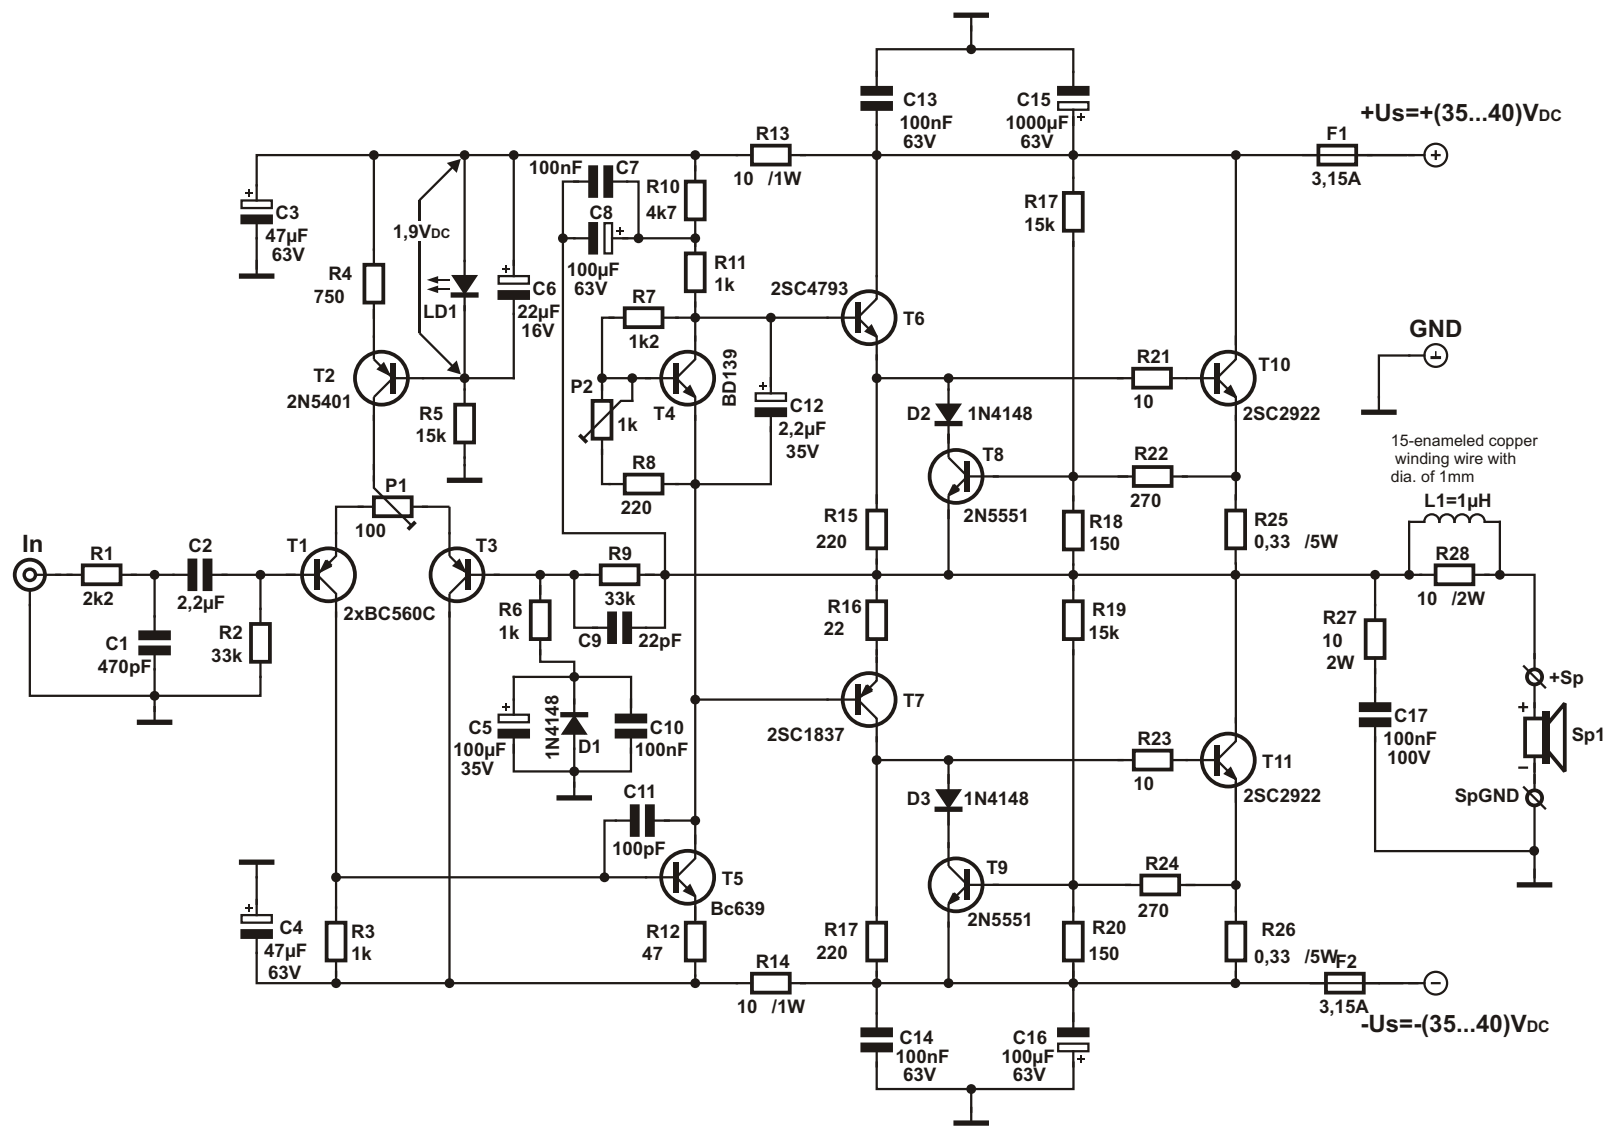 C13
100nF
63V
C15
1000µF
63V
+
+Us=+(35...40)VDC
R13
10 /1W
F1
3,15A
+
100nF
C7
R10
4k7
C8
+
100µF
63V
R11
1k
R17
15k
+
C3
47µF
63V
1,9VDC
R4
750
LD1
+
C6
22µF
16V
R7
1k2
2SC4793
T6
GND
T2
2N5401
R5
15k
P2
1k
T4
BD139
+
C12
2,2µF
35V
R8
220
D2
1N4148
R21
10
T10
2SC2922
T8
2N5551
R22
270
15-enameled copper
winding wire with
dia. of 1mm
L1=1µH
P1
100
R15
220
R18
150
R25
0,33 /5W
In
R1
2k2
C2
2,2µF
T1
T3
2xBC560C
R9
33k
R28
10 /2W
C1
470pF
R2
33k
R6
1k
C9
22pF
R16
22
R19
15k
R27
10
2W
+Sp
+
C5
100µF
35V
1N4148
D1
C10
100nF
T7
2SC1837
C17
100nF
100V
+
Sp1
−
SpGND
R23
10
T11
2SC2922
C11
100pF
D3
1N4148
T5
Bc639
T9
2N5551
R24
270
+
C4
47µF
63V
R3
1k
R12
47
R17
220
R20
150
R26
0,33 /5W
R14
10 /1W
F2
3,15A
−
-Us=-(35...40)VDC
C14
100nF
63V
C16
100µF
63V
+